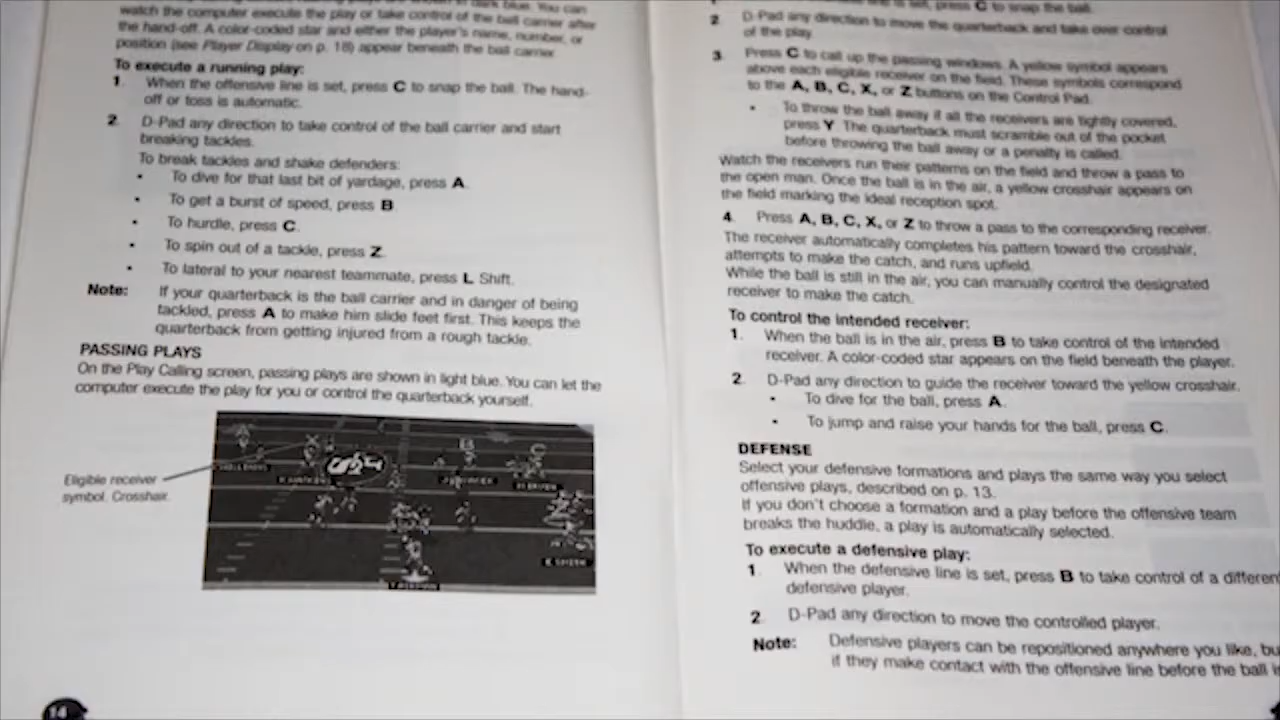 watch the computer execute the play or take control of the ball carrier after
the hand-off. A color-coded star and either the player's name, number, or
position (see Player Display on p. 18) appear beneath the ball carrier.
To execute a running play:
1. When the offensive line is set, press C to snap the ball. The hand-
off or toss is automatic.
2. D-Pad any direction to take control of the ball carrier and start
breaking tackles.
To break tackles and shake defenders:
• To dive for that last bit of yardage, press A.
• To get a burst of speed, press B.
• To hurdle, press C.
• To spin out of a tackle, press Z.
• To lateral to your nearest teammate, press L Shift.
Note: If your quarterback is the ball carrier and in danger of being
tackled, press A to make him slide feet first. This keeps the
quarterback from getting injured from a rough tackle.
PASSING PLAYS
On the Play Calling screen, passing plays are shown in light blue. You can let the
computer execute the play for you or control the quarterback yourself.
Eligible receiver
symbol. Crosshair.
14
is set, press C to snap the ball.
2. D-Pad any direction to move the quarterback and take over control
of the play.
3. Press C to call up the passing windows. A yellow symbol appears
above each eligible receiver on the field. These symbols correspond
to the A, B, C, X, or Z buttons on the Control Pad.
• To throw the ball away if all the receivers are tightly covered,
press Y. The quarterback must scramble out of the pocket
before throwing the ball away or a penalty is called.
Watch the receivers run their patterns on the field and throw a pass to
the open man. Once the ball is in the air, a yellow crosshair appears on
the field marking the ideal reception spot.
4. Press A, B, C, X, or Z to throw a pass to the corresponding receiver.
The receiver automatically completes his pattern toward the crosshair,
attempts to make the catch, and runs upfield.
While the ball is still in the air, you can manually control the designated
receiver to make the catch.
To control the intended receiver:
1. When the ball is in the air, press B to take control of the intended
receiver. A color-coded star appears on the field beneath the player.
2. D-Pad any direction to guide the receiver toward the yellow crosshair.
• To dive for the ball, press A.
• To jump and raise your hands for the ball, press C.
DEFENSE
Select your defensive formations and plays the same way you select
offensive plays, described on p. 13.
If you don't choose a formation and a play before the offensive team
breaks the huddle, a play is automatically selected.
To execute a defensive play:
1. When the defensive line is set, press B to take control of a different
defensive player.
2. D-Pad any direction to move the controlled player.
Note: Defensive players can be repositioned anywhere you like, bu
if they make contact with the offensive line before the ball i